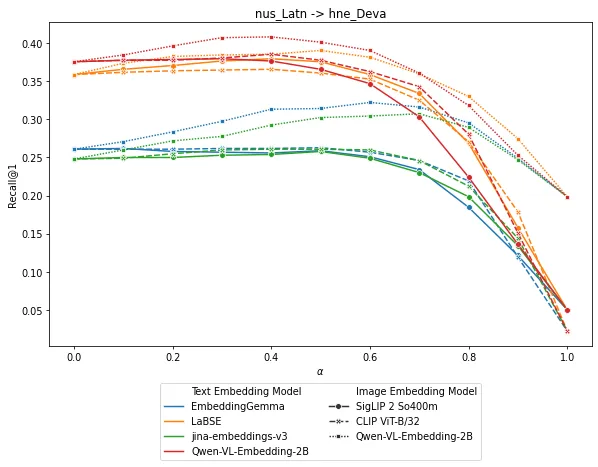 nus_Latn -> hne_Deva
Recall@1
0.40
0.35
0.30
0.25
0.20
0.15
0.10
0.05
0.0 0.2 0.4 0.6 0.8 1.0
α
Text Embedding Model
EmbeddingGemma
LaBSE
jina-embeddings-v3
Qwen-VL-Embedding-2B
Image Embedding Model
SigLIP 2 So400m
CLIP ViT-B/32
Qwen-VL-Embedding-2B